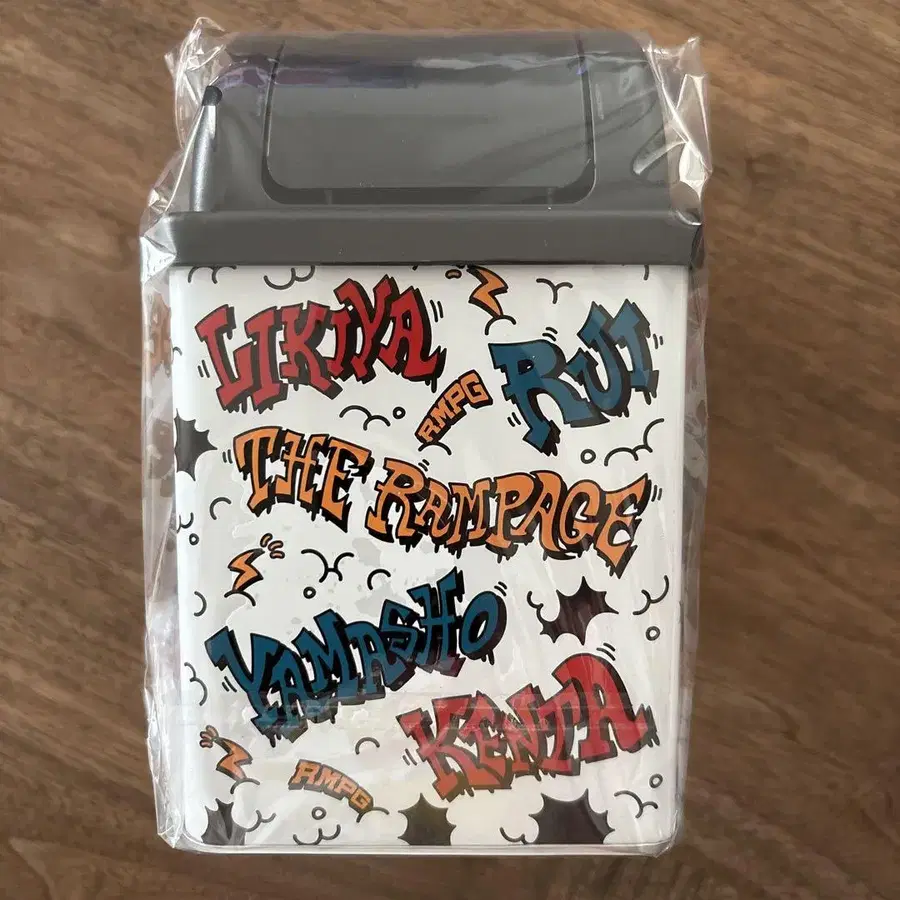 LIKIYA
RUI
RMPG
THE RAMPAGE
YAMASHO
KENTA
RMPG